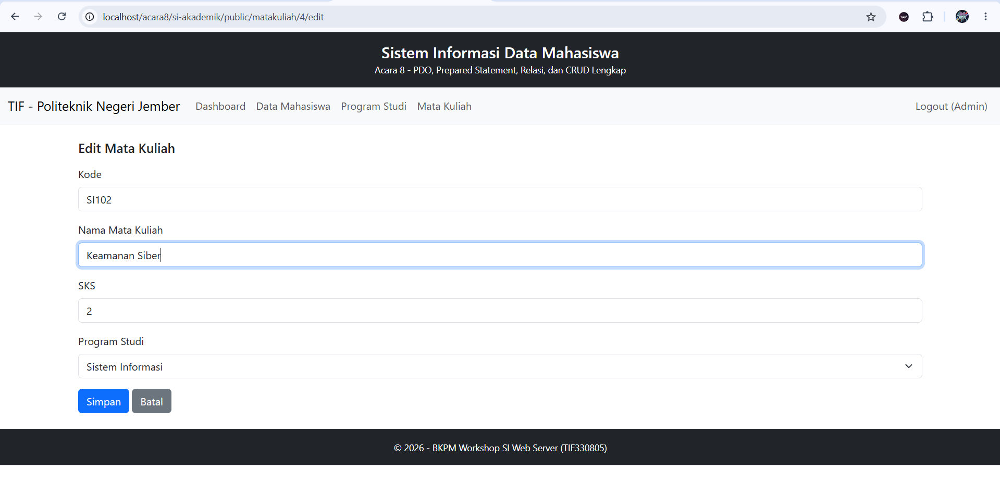 localhost/acara8/si-akademik/public/matakuliah/4/edit
Sistem Informasi Data Mahasiswa
Acara 8 - PDO, Prepared Statement, Relasi, dan CRUD Lengkap
TIF - Politeknik Negeri Jember Dashboard Data Mahasiswa Program Studi Mata Kuliah Logout (Admin)
Edit Mata Kuliah
Kode
SI102
Nama Mata Kuliah
Keamanan Siber
SKS
2
Program Studi
Sistem Informasi
Simpan Batal
© 2026 - BKPM Workshop SI Web Server (TIF330805)